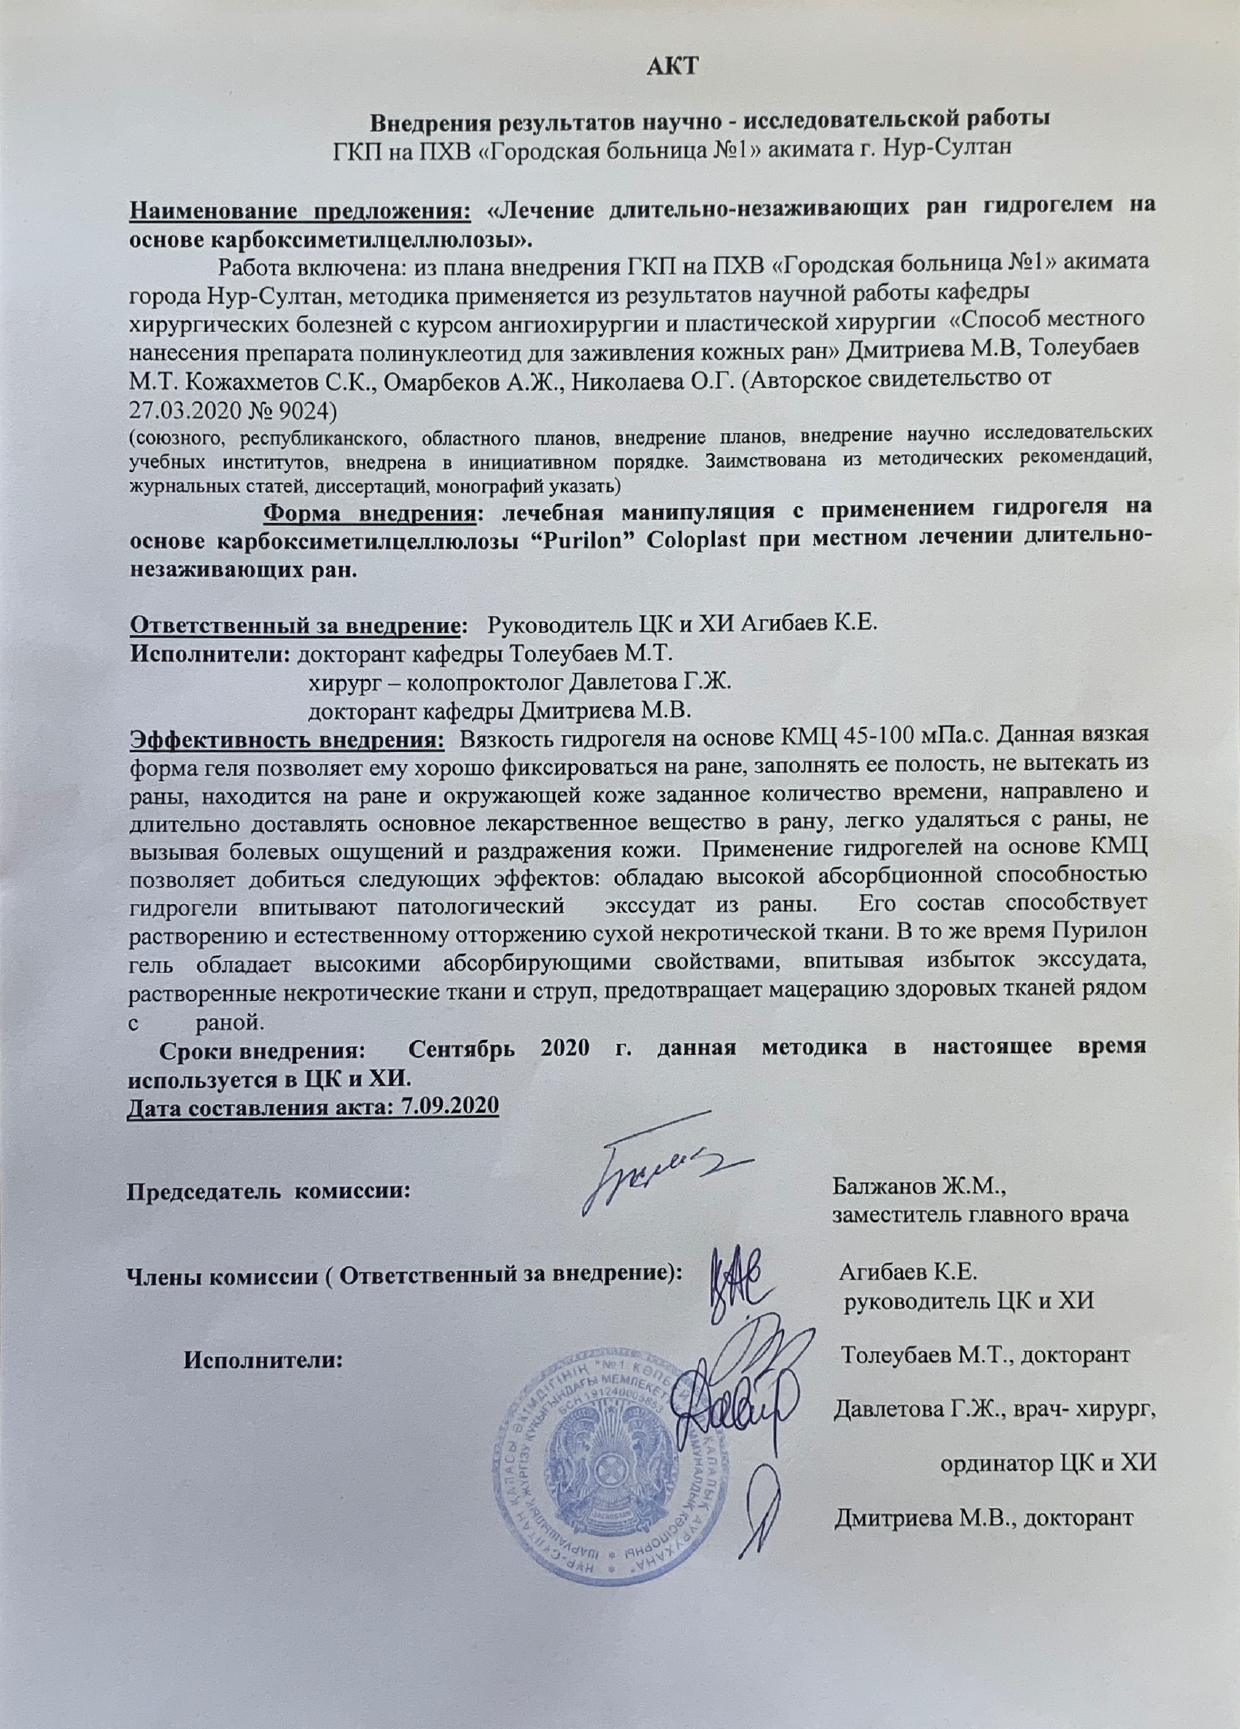 АКТ
Внедрения результатов научно - исследовательской работы
ГКП на ПХВ «Городская больница №1» акимата г. Нур-Султан
Наименование предложения: «Лечение длительно-незаживающих ран гидрогелем на
основе карбоксиметилцеллюлозы».
Работа включена: из плана внедрения ГКП на ПХВ «Городская больница №1» акимата
города Нур-Султан, методика применяется из результатов научной работы кафедры
хирургических болезней с курсом ангиохирургии и пластической хирургии «Способ местного
нанесения препарата полинуклеотид для заживления кожных ран» Дмитриева М.В, Толеубаев
М.Т. Кожахметов С.К., Омарбеков А.Ж., Николаева О.Г. (Авторское свидетельство от
27.03.2020 № 9024)
(союзного, республиканского, областного планов, внедрение планов, внедрение научно исследовательских
учебных институтов, внедрена в инициативном порядке. Заимствована из методических рекомендаций,
журнальных статей, диссертаций, монографий указать)
Форма внедрения: лечебная манипуляция с применением гидрогеля на
основе карбоксиметилцеллюлозы “Purilon” Coloplast при местном лечении длительно-
незаживающих ран.
Ответственный за внедрение: Руководитель ЦК и ХИ Агибаев К.Е.
Исполнители: докторант кафедры Толеубаев М.Т.
хирург – колопроктолог Давлетова Г.Ж.
докторант кафедры Дмитриева М.В.
Эффективность внедрения: Вязкость гидрогеля на основе КМЦ 45-100 мПа.с. Данная вязкая
форма геля позволяет ему хорошо фиксироваться на ране, заполнять ее полость, не вытекать из
раны, находится на ране и окружающей коже заданное количество времени, направлено и
длительно доставлять основное лекарственное вещество в рану, легко удаляться с раны, не
вызывая болевых ощущений и раздражения кожи. Применение гидрогелей на основе КМЦ
позволяет добиться следующих эффектов: обладаю высокой абсорбционной способностью
гидрогели впитывают патологический экссудат из раны. Его состав способствует
растворению и естественному отторжению сухой некротической ткани. В то же время Пурилон
гель обладает высокими абсорбирующими свойствами, впитывая избыток экссудата,
растворенные некротические ткани и струп, предотвращает мацерацию здоровых тканей рядом
с раной.
Сроки внедрения: Сентябрь 2020 г. данная методика в настоящее время
используется в ЦК и ХИ.
Дата составления акта: 7.09.2020
Председатель комиссии: Балжанов Ж.М.,
заместитель главного врача
Члены комиссии ( Ответственный за внедрение): Агибаев К.Е.
руководитель ЦК и ХИ
Исполнители: Толеубаев М.Т., докторант
Давлетова Г.Ж., врач- хирург,
ординатор ЦК и ХИ
Дмитриева М.В., докторант